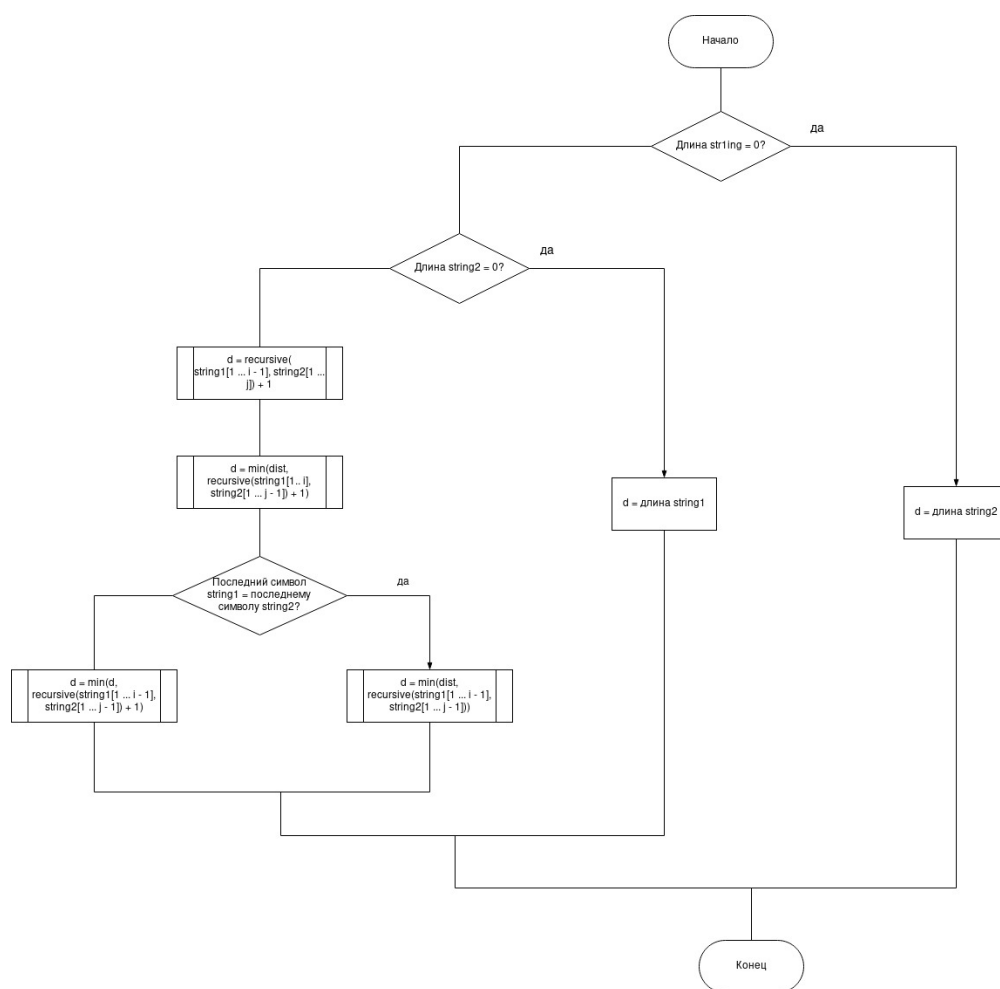 Начало
да
Длина str1ing = 0?
да
Длина string2 = 0?
d = recursive(
string1[1 ... i - 1], string2[1 ...
j]) + 1
d = min(dist,
recursive(string1[1.. i],
string2[1 ... j - 1]) + 1)
d = длина string1
d = длина string2
Последний символ
string1 = последнему
символу string2?
да
d = min(d,
recursive(string1[1 ... i - 1],
string2[1 ... j - 1]) + 1)
d = min(dist,
recursive(string1[1 ... i - 1],
string2[1 ... j - 1]))
Конец